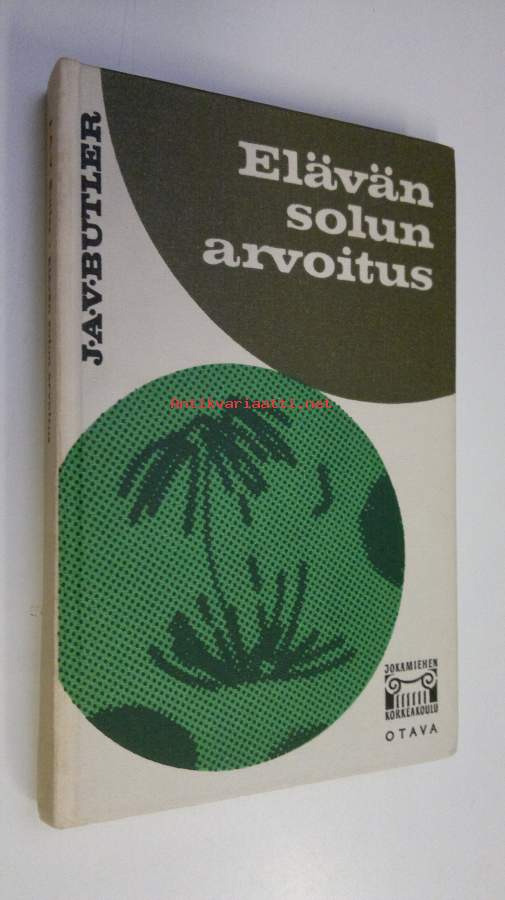 Elävän
solun
arvoitus
J·A·V·BUTLER
Antikvariaatti.net
JOKAMIEHEN
KORKEAKOULU
OTAVA